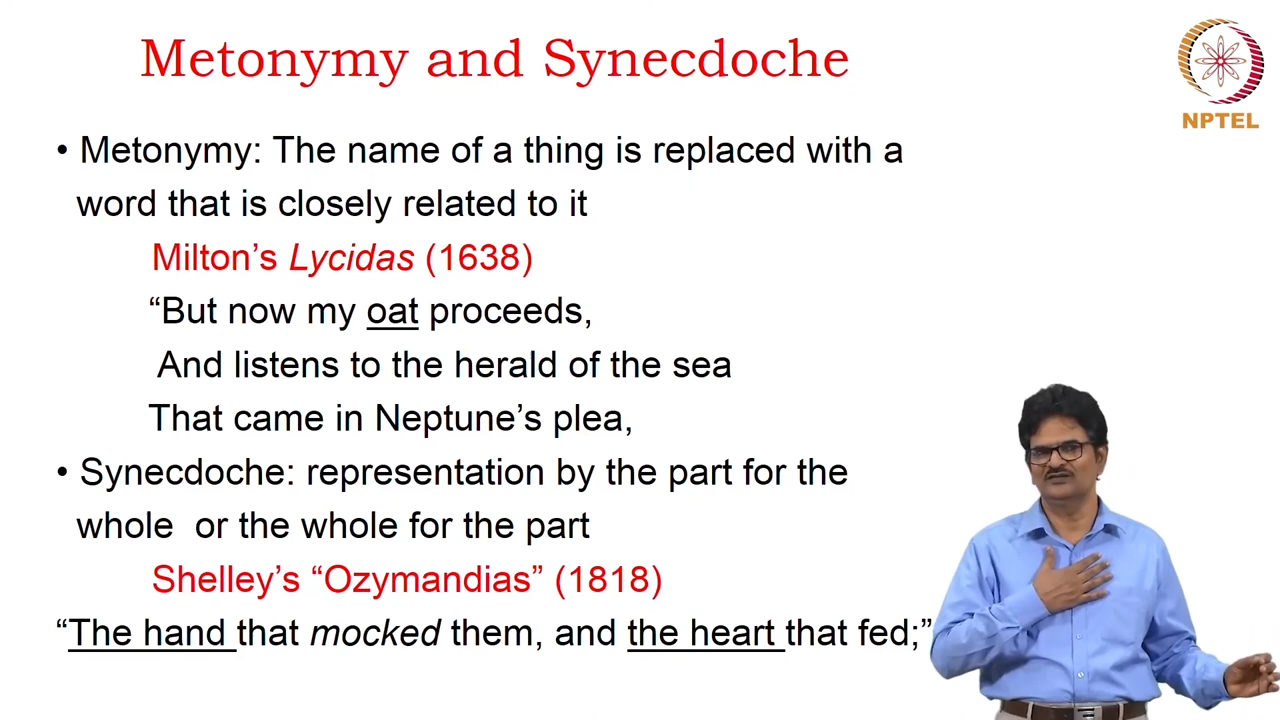 Metonymy and Synecdoche
NPTEL
• Metonymy: The name of a thing is replaced with a
word that is closely related to it
Milton’s Lycidas (1638)
“But now my oat proceeds,
And listens to the herald of the sea
That came in Neptune’s plea,
• Synecdoche: representation by the part for the
whole or the whole for the part
Shelley’s “Ozymandias” (1818)
“The hand that mocked them, and the heart that fed;”